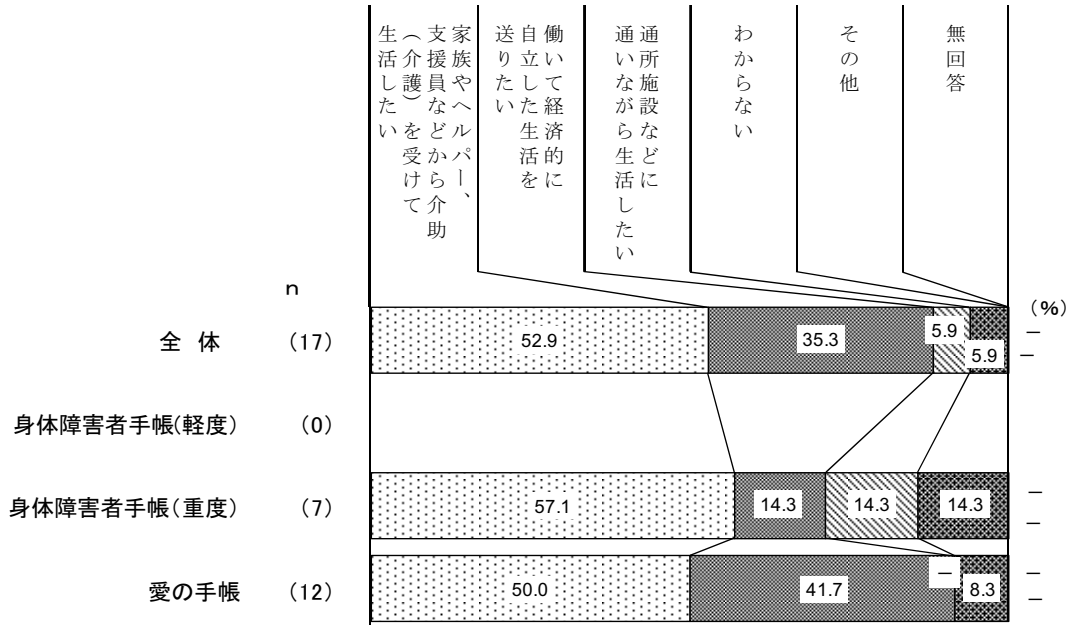 家族やヘルパー、
支援員などから介助
（介護）を受けて
生活したい
働いて経済的に
自立した生活を
送りたい
通所施設などに
通いながら生活したい
わからない
その他
無回答
n
(%)
全 体 (17) 52.9 35.3 5.9 5.9 － －
身体障害者手帳(軽度) (0)
身体障害者手帳(重度) (7) 57.1 14.3 14.3 14.3 － －
愛の手帳 (12) 50.0 41.7 － 8.3 － －